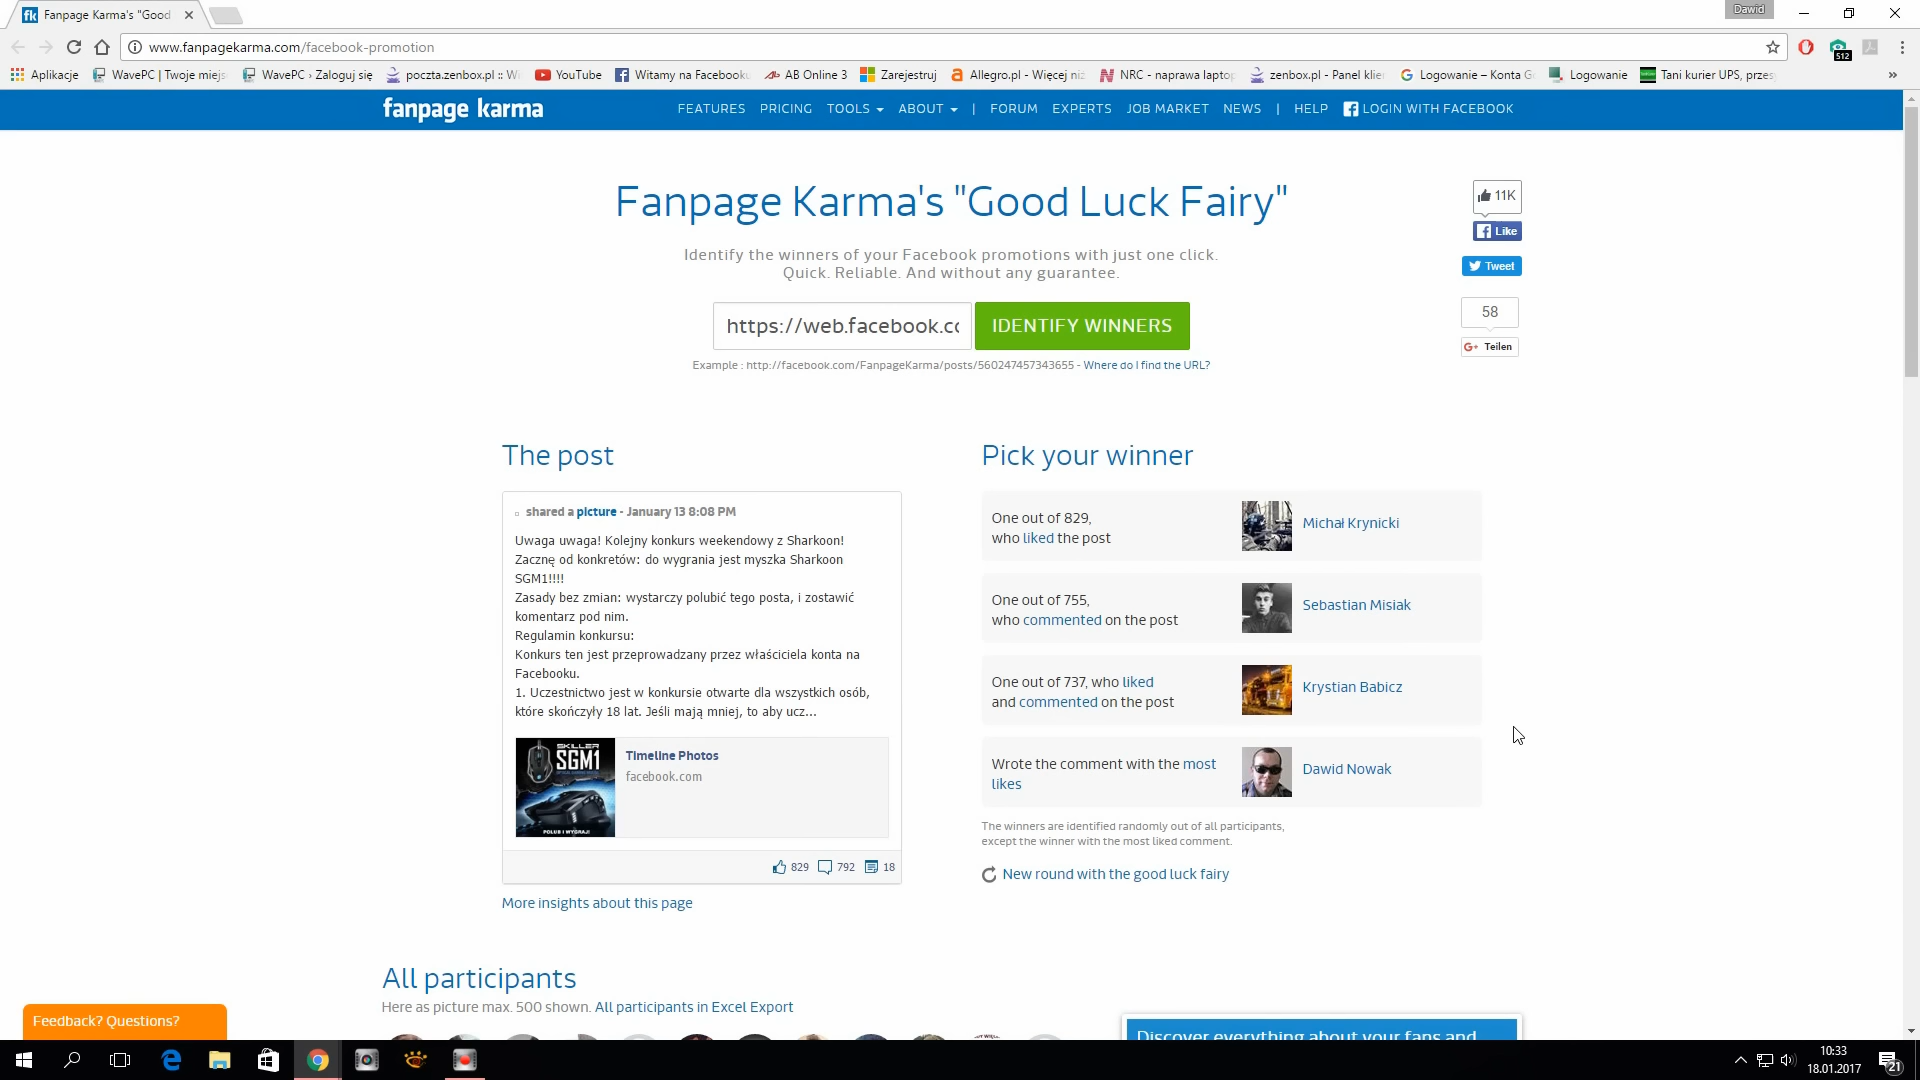 Fanpage Karma's "Good
Dawid
www.fanpagekarma.com/facebook-promotion
512
Aplikacje
WavePC | Twoje miejs
WavePC › Zaloguj się
poczta.zenbox.pl :: W
YouTube
Witamy na Facebooku
AB Online 3
Zarejestruj
Allegro.pl - Więcej niż
NRC - naprawa laptop
zenbox.pl - Panel klie
Logowanie – Konta G
Logowanie
Tani kurier UPS, przes
»
fanpage karma
FEATURES PRICING TOOLS ABOUT | FORUM EXPERTS JOB MARKET NEWS | HELP LOGIN WITH FACEBOOK
Fanpage Karma's "Good Luck Fairy"
Identify the winners of your Facebook promotions with just one click.
Quick. Reliable. And without any guarantee.
11K
Like
Tweet
58
G+ Teilen
https://web.facebook.co
IDENTIFY WINNERS
Example : http://facebook.com/FanpageKarma/posts/560247457343655 - Where do I find the URL?
The post
shared a picture - January 13 8:08 PM
Uwaga uwaga! Kolejny konkurs weekendowy z Sharkoon!
Zacznę od konkretów: do wygrania jest myszka Sharkoon
SGM1!!!!
Zasady bez zmian: wystarczy polubić tego posta, i zostawić
komentarz pod nim.
Regulamin konkursu:
Konkurs ten jest przeprowadzany przez właściciela konta na
Facebooku.
1. Uczestnictwo jest w konkursie otwarte dla wszystkich osób,
które skończyły 18 lat. Jeśli mają mniej, to aby ucz...
SKILLER
SGM1
POLUB I WYGRAJ!
Timeline Photos
facebook.com
829 792 18
More insights about this page
Pick your winner
One out of 829,
who liked the post
Michał Krynicki
One out of 755,
who commented on the post
Sebastian Misiak
One out of 737, who liked
and commented on the post
Krystian Babicz
Wrote the comment with the most
likes
Dawid Nowak
The winners are identified randomly out of all participants,
except the winner with the most liked comment.
New round with the good luck fairy
All participants
Here as picture max. 500 shown. All participants in Excel Export
Discover everything about your fans and
Feedback? Questions?
10:33
18.01.2017
21